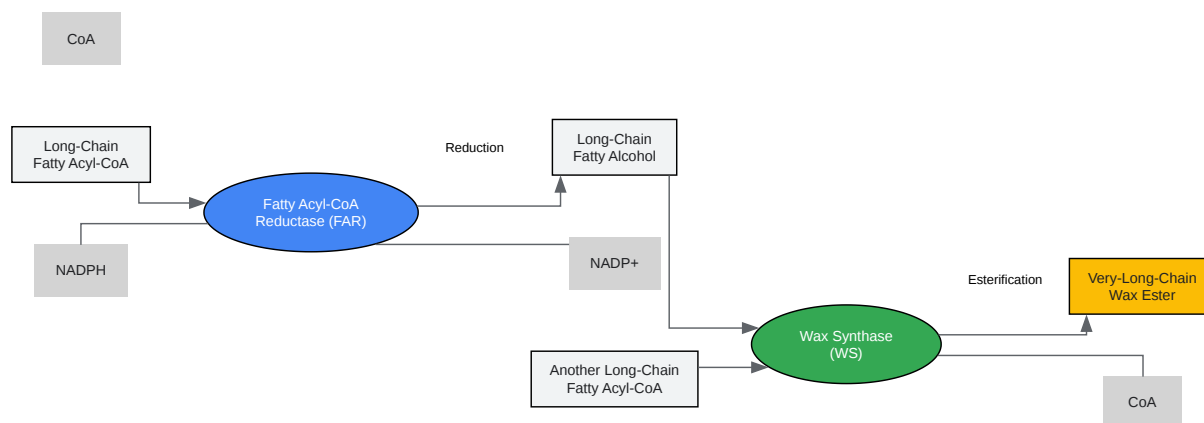 CoA
Long-Chain
Fatty Acyl-CoA
Reduction
Long-Chain
Fatty Alcohol
Fatty Acyl-CoA
Reductase (FAR)
NADPH
NADP+
Esterification
Very-Long-Chain
Wax Ester
Wax Synthase
(WS)
Another Long-Chain
Fatty Acyl-CoA
CoA